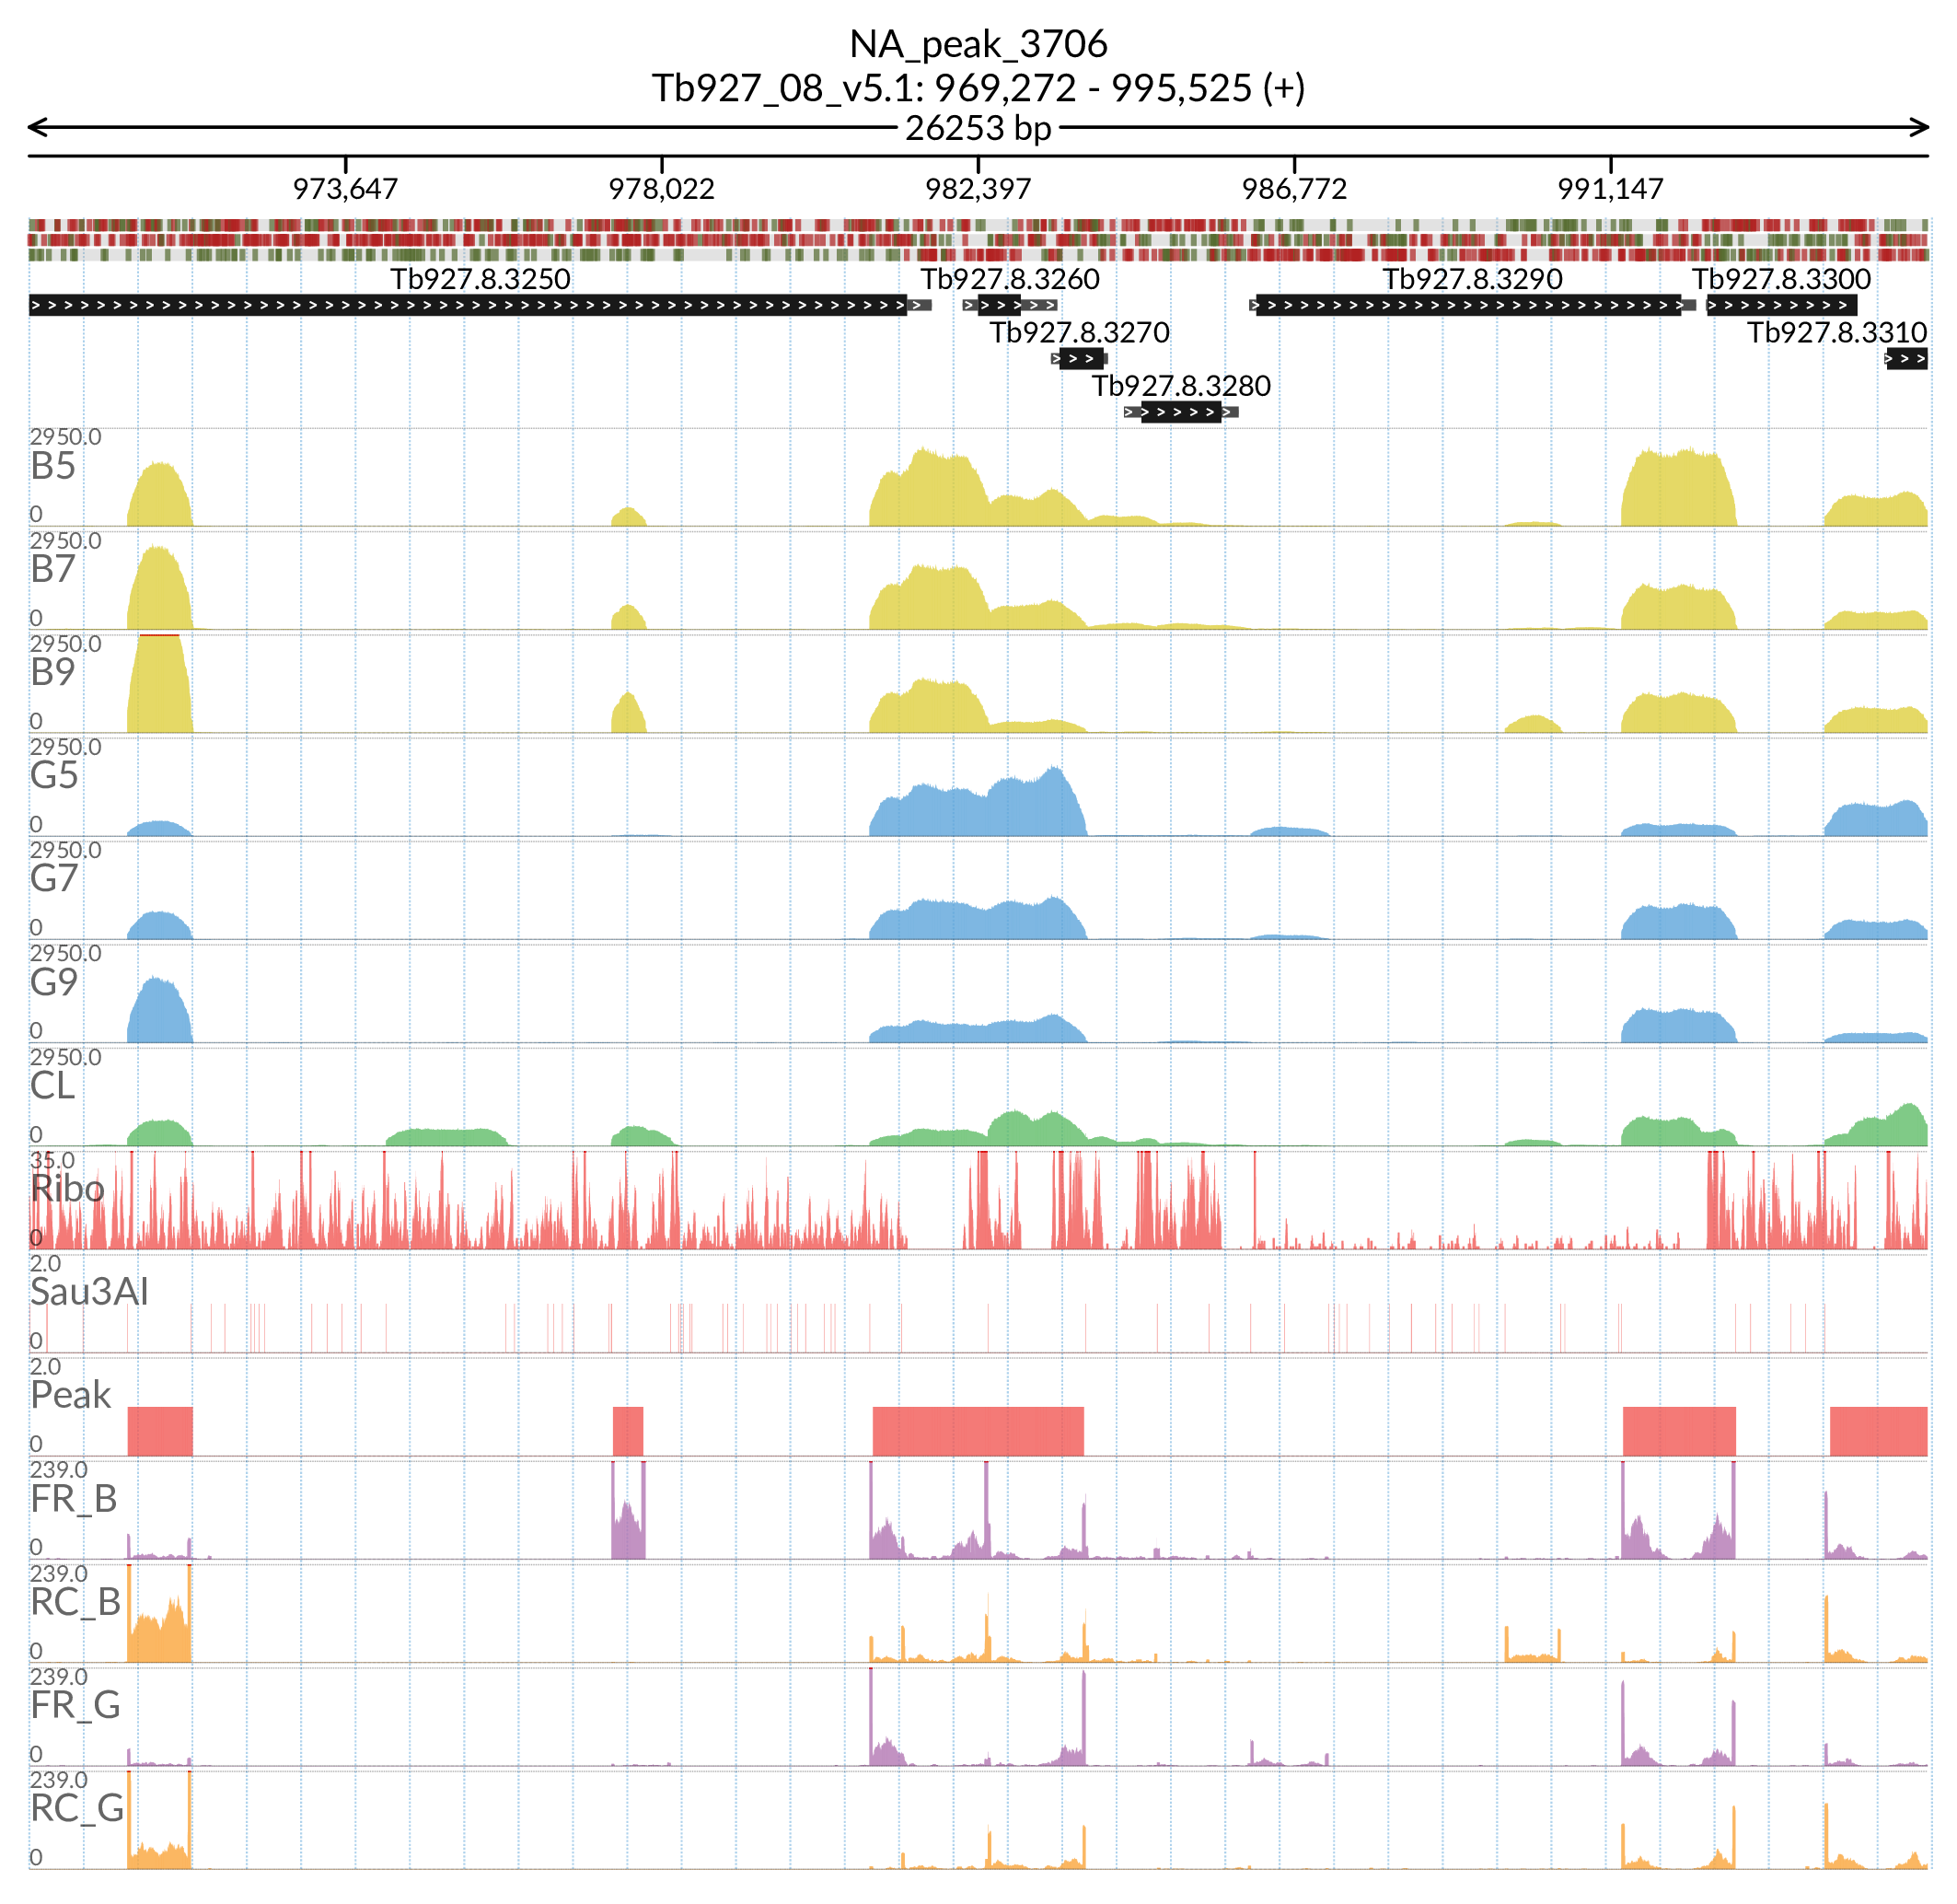 NA_peak_3706
Tb927_08_v5.1: 969,272 - 995,525 (+)
26253 bp
973,647 978,022 982,397 986,772 991,147
Tb927.8.3250 Tb927.8.3260 Tb927.8.3290 Tb927.8.3300
Tb927.8.3270 Tb927.8.3310
Tb927.8.3280
2950.0
B5
0
2950.0
B7
0
2950.0
B9
0
2950.0
G5
0
2950.0
G7
0
2950.0
G9
0
2950.0
CL
0
35.0
Ribo
0
2.0
Sau3AI
0
2.0
Peak
0
239.0
FR_B
0
239.0
RC_B
0
239.0
FR_G
0
239.0
RC_G
0